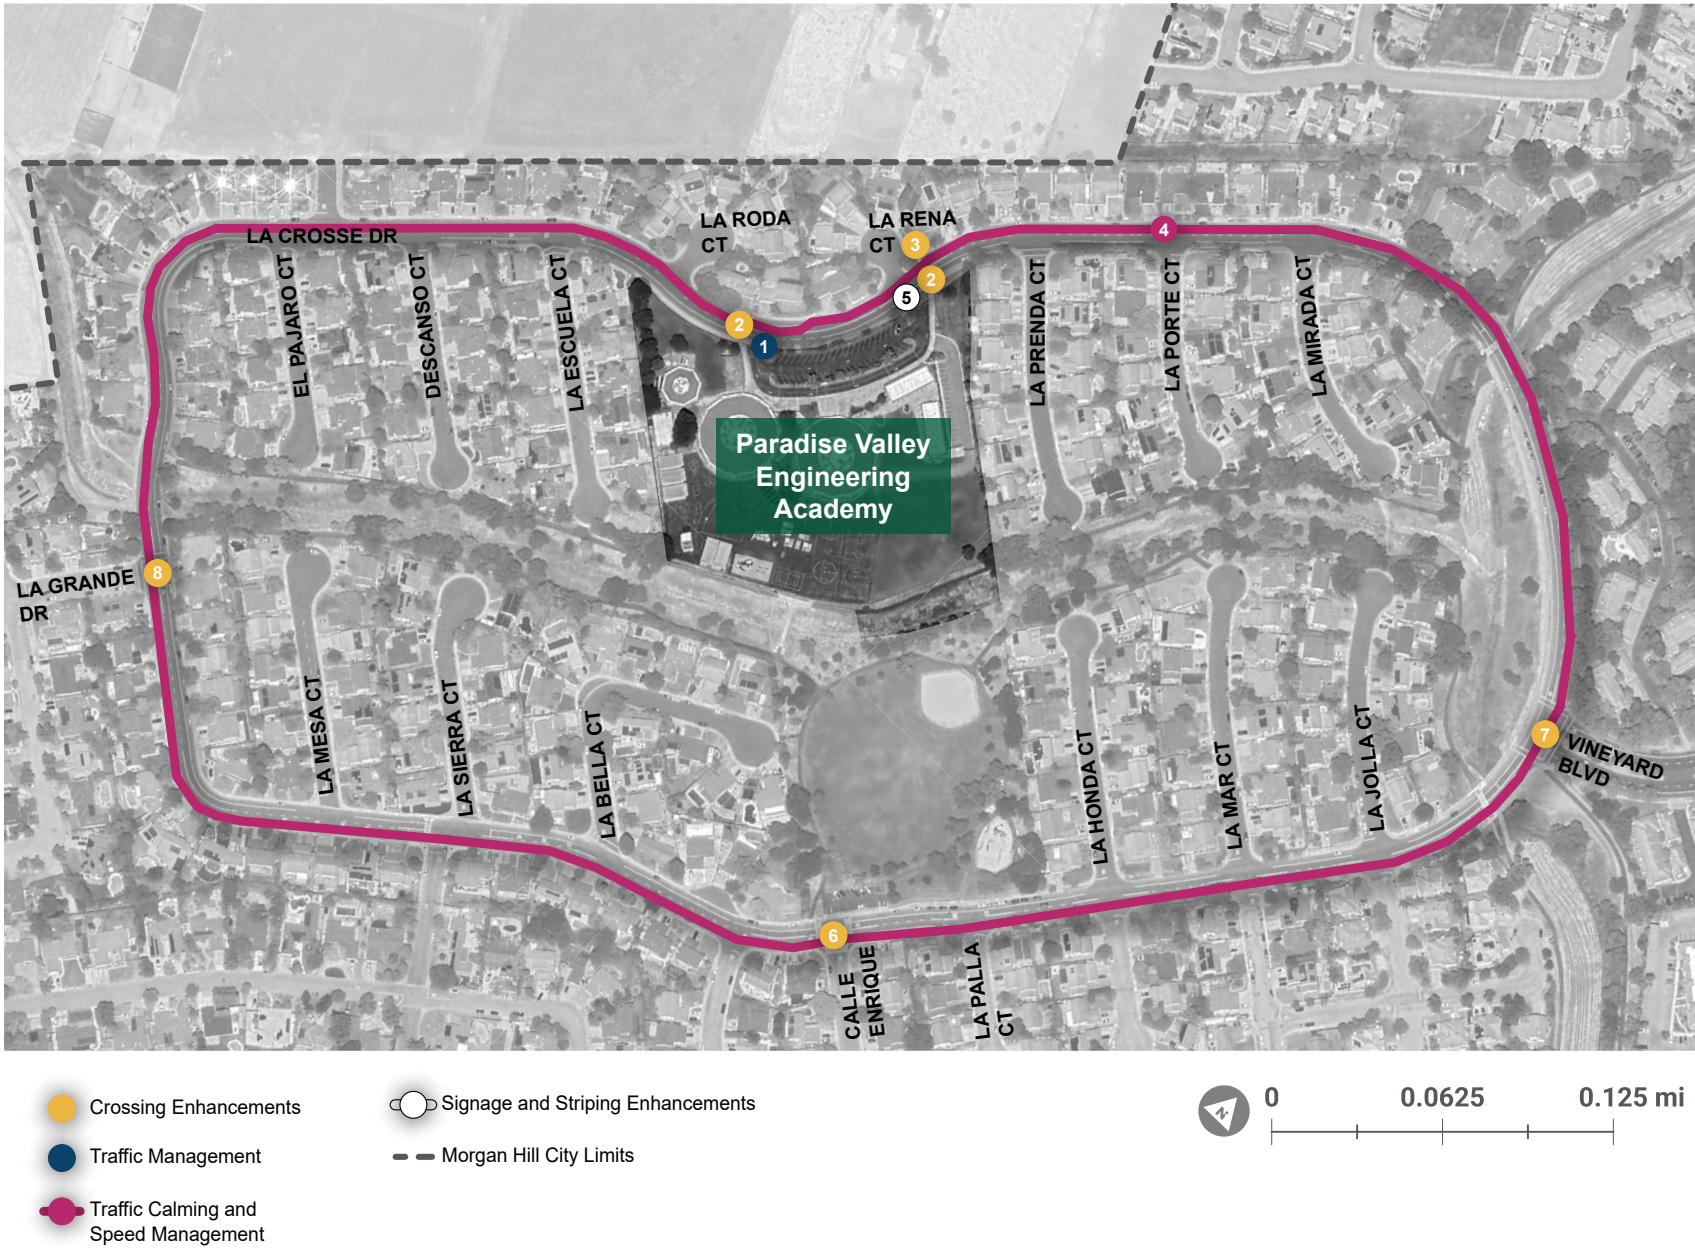 LA RODA
CT
LA RENA
CT
3
LA CROSSE DR
4
2
5
2
1
EL PAJARO CT
DESCANSO CT
LA ESCUELA CT
LA PRENDA CT
LA PORTE CT
LA MIRADA CT
Paradise Valley
Engineering
Academy
8
LA GRANDE
DR
LA MESA CT
LA SIERRA CT
LA BELLA CT
LA HONDA CT
LA MAR CT
LA JOLLA CT
7
VINEYARD
BLVD
6
CALLE
ENRIQUE
LA PALLA
CT
Crossing Enhancements
Traffic Management
Traffic Calming and
Speed Management
Signage and Striping Enhancements
Morgan Hill City Limits
N
0 0.0625 0.125 mi